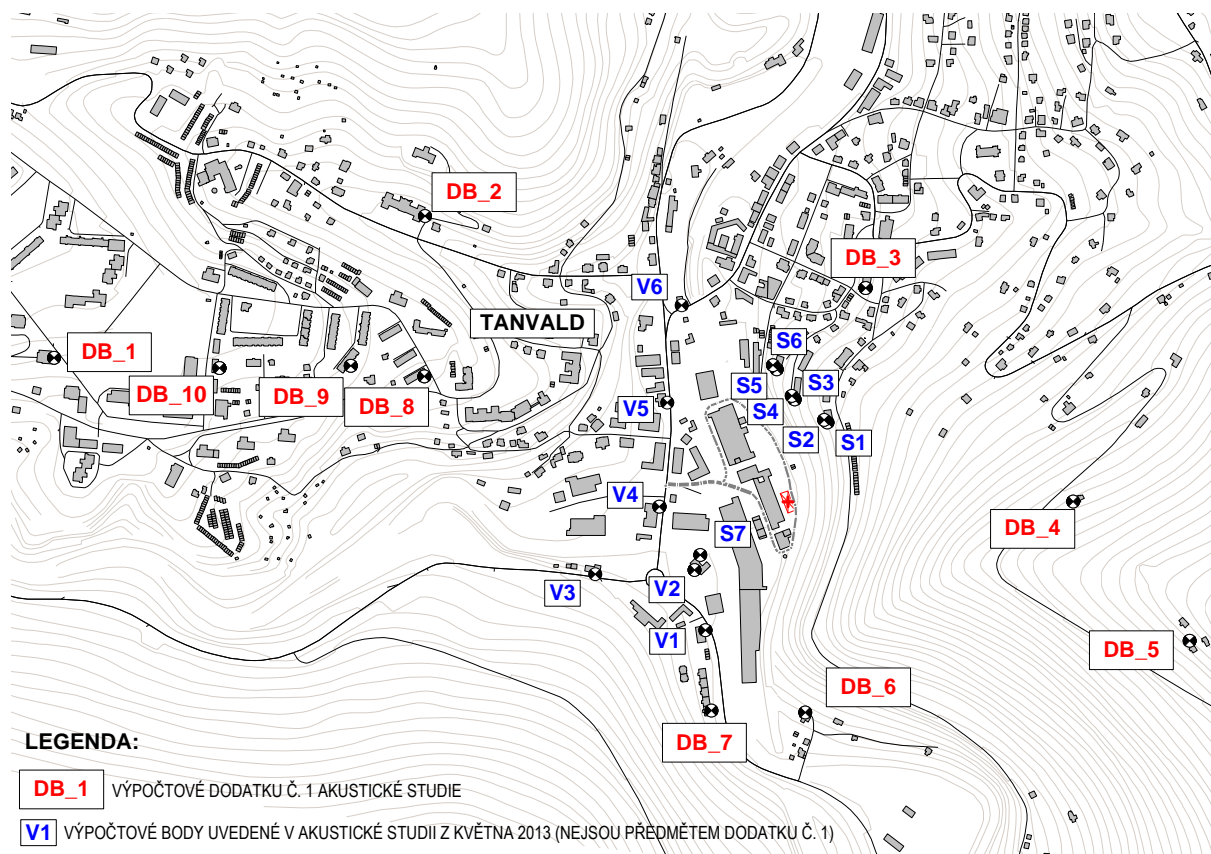 DB_2
DB_3
V6
TANVALD
DB_1
S6
DB_10
DB_9
DB_8
S5
S3
V5
S4
S2
S1
V4
DB_4
S7
V3
V2
V1
DB_5
DB_6
DB_7
LEGENDA:
DB_1 VÝPOČTOVÉ DODATKU Č. 1 AKUSTICKÉ STUDIE
V1 VÝPOČTOVÉ BODY UVEDENÉ V AKUSTICKÉ STUDII Z KVĚTNA 2013 (NEJSOU PŘEDMĚTEM DODATKU Č. 1)